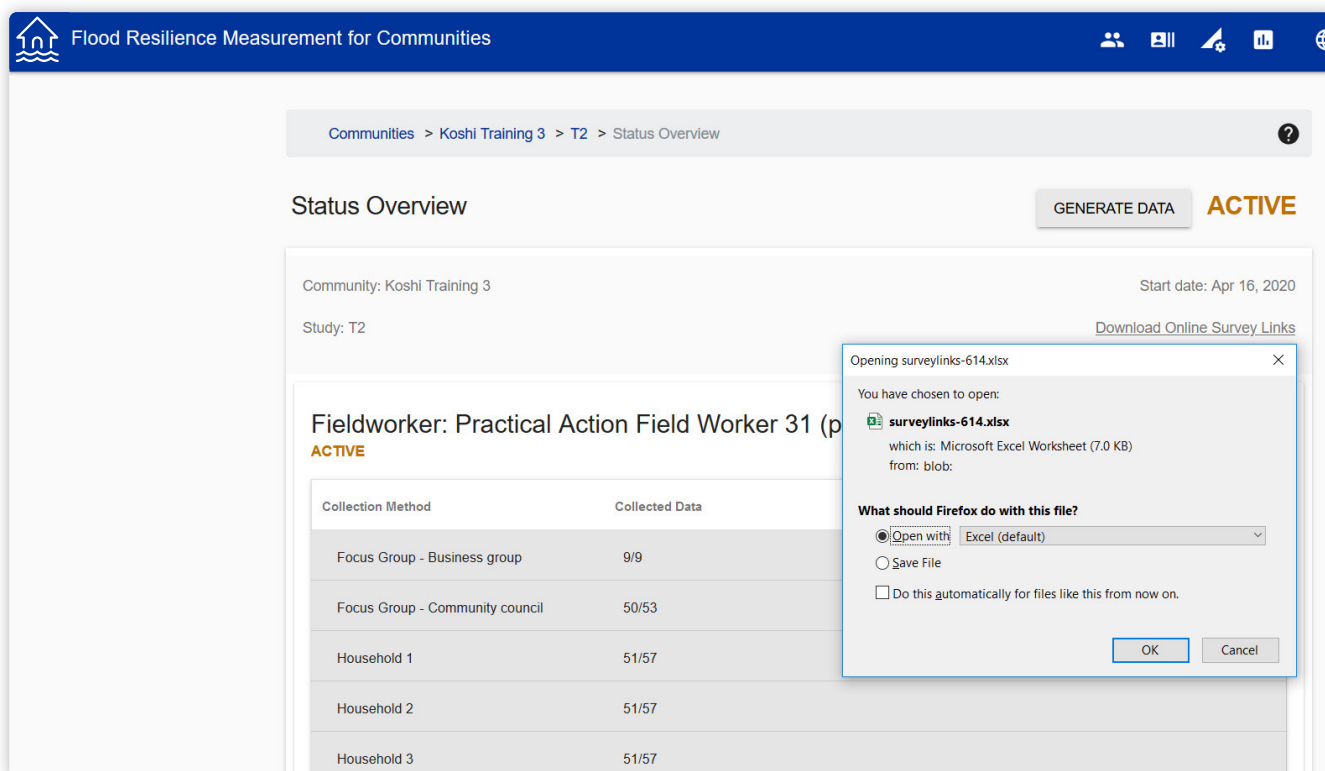 Flood Resilience Measurement for Communities
Communities > Koshi Training 3 > T2 > Status Overview
?
Status Overview
GENERATE DATA
ACTIVE
Community: Koshi Training 3
Start date: Apr 16, 2020
Study: T2
Download Online Survey Links
Fieldworker: Practical Action Field Worker 31 (p
ACTIVE
Collection Method
Collected Data
Focus Group - Business group
9/9
Focus Group - Community council
50/53
Household 1
51/57
Household 2
51/57
Household 3
51/57
Opening surveylinks-614.xlsx
You have chosen to open:
surveylinks-614.xlsx
which is: Microsoft Excel Worksheet (7.0 KB)
from: blob:
What should Firefox do with this file?
Open with
Excel (default)
Save File
Do this automatically for files like this from now on.
OK
Cancel